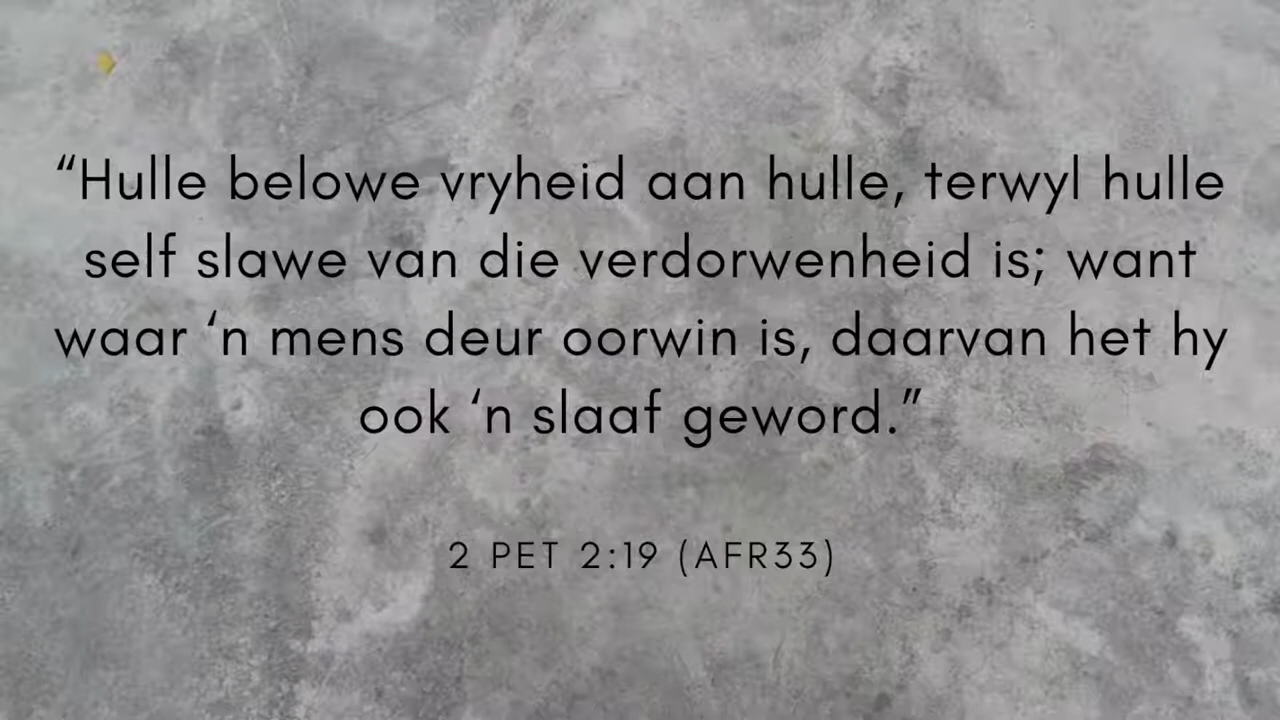 “Hulle belowe vryheid aan hulle, terwyl hulle
self slawe van die verdorwenheid is; want
waar ‘n mens deur oorwin is, daarvan het hy
ook ‘n slaaf geword.”
2 PET 2:19 (AFR33)